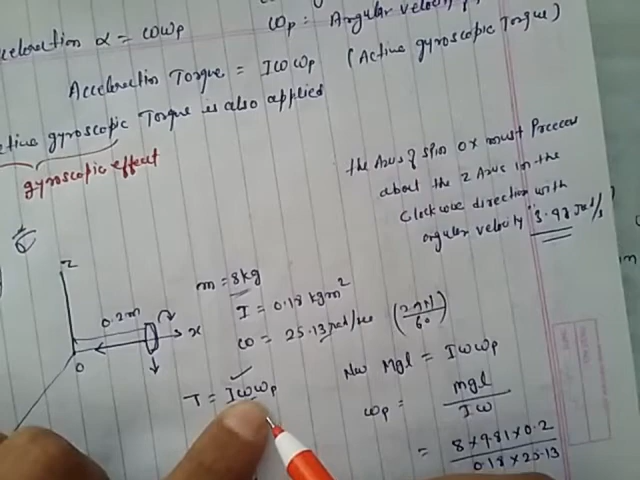 acceleration α = ωωp
ωp : Angular velocity
Acceleration Torque = Iωωp (Active gyroscopic Torque)
ctive gyroscopic Torque is also applied
gyroscopic effect
the Axis of spin ox must Precess
about the z Axis in the
Clockwise direction with
angular velocity 3.48 rad/s
Z
0.2m
x
O
m = 8kg
I = 0.18 kgm²
ω = 25.13 rad/sec (2πN/60)
T = Iωωp
Now mgl = Iωωp
ωp = mgl / Iω
= 8×9.81×0.2 / 0.18×25.13